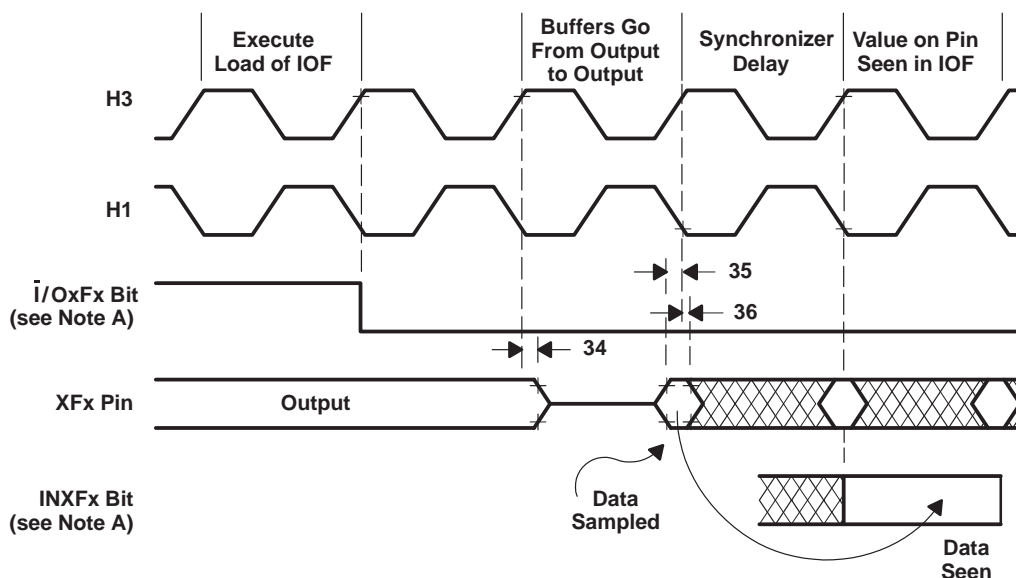 Execute
Load of IOF
Buffers Go
From Output
to Output
Synchronizer
Delay
Value on Pin
Seen in IOF
H3
H1
Ī/OxFx Bit
(see Note A)
35
36
34
XFx Pin
Output
INXFx Bit
(see Note A)
Data
Sampled
Data
Seen